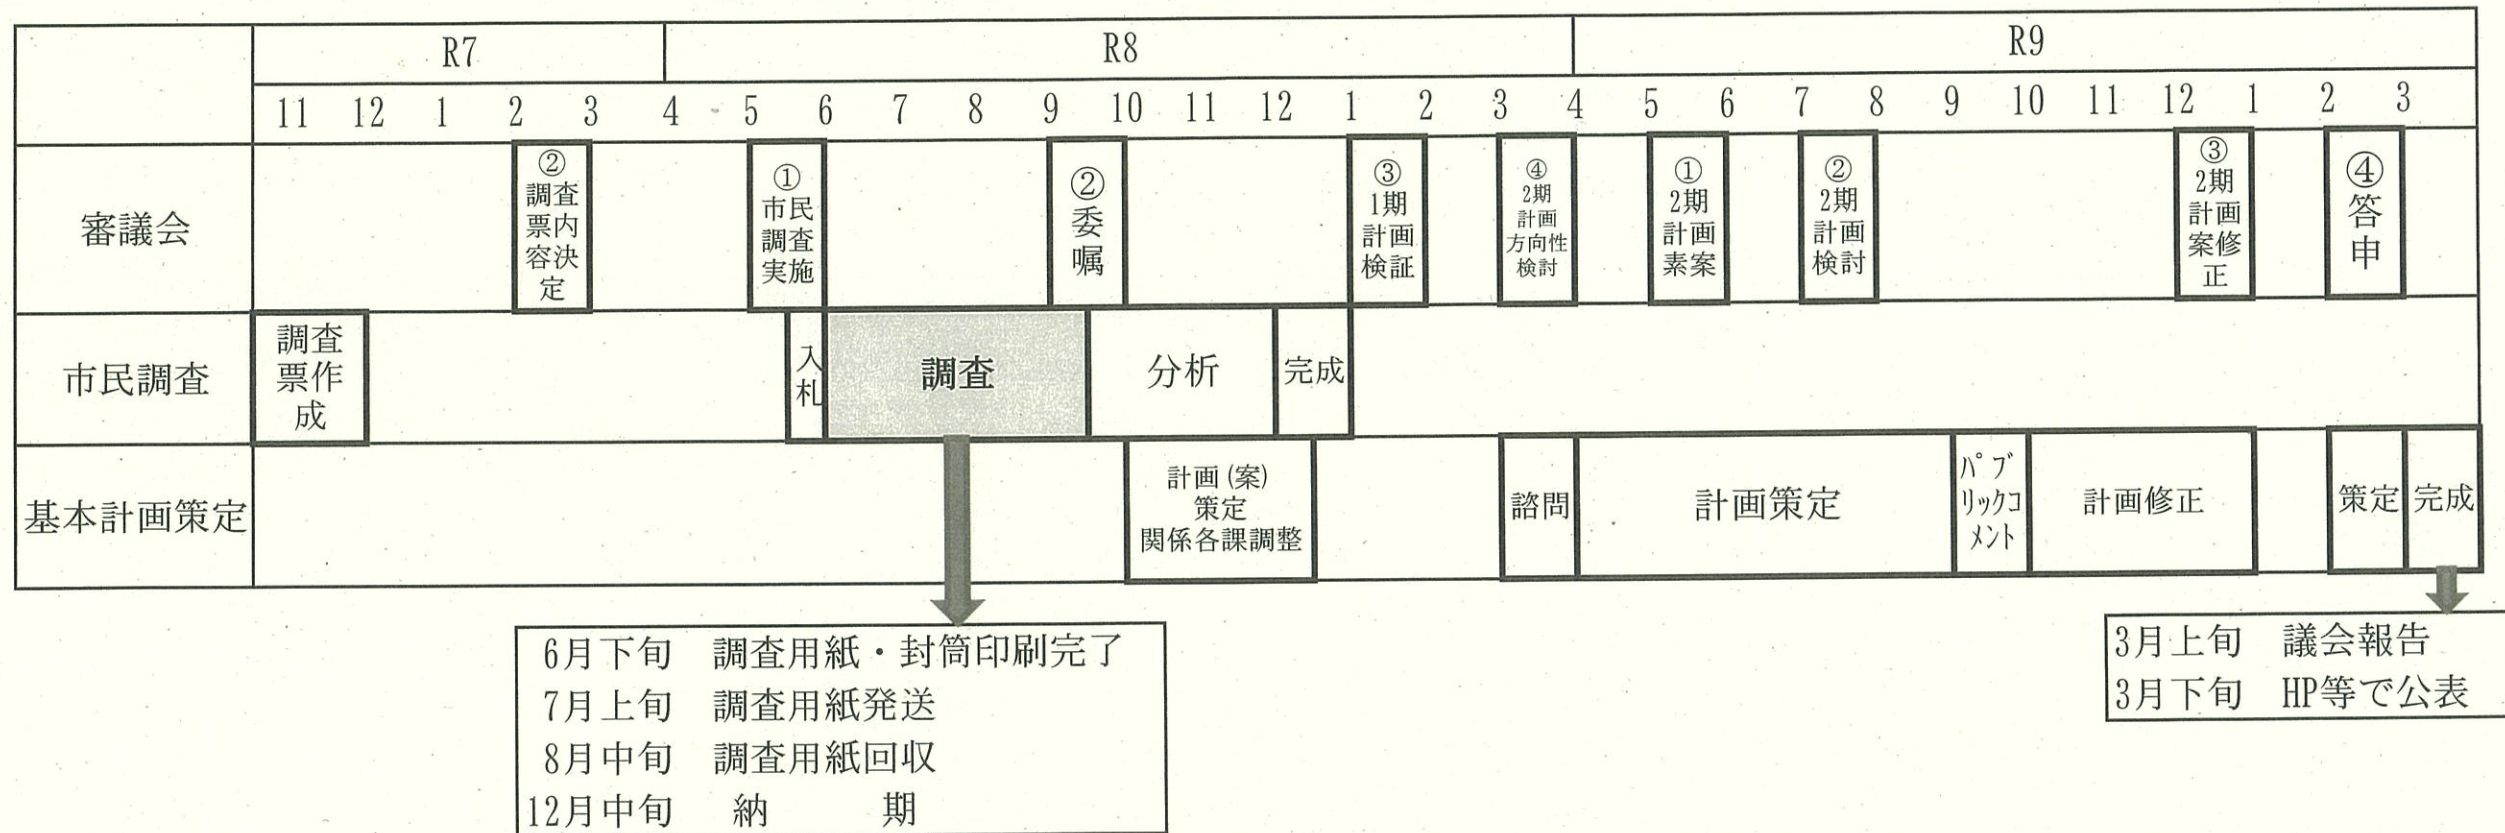 R7 R8 R9
11 12 1 2 3 4 5 6 7 8 9 10 11 12 1 2 3 4 5 6 7 8 9 10 11 12 1 2 3
審議会
②
調査
票内
容決
定
①
市民
調査
実施
②
委
嘱
③
1期
計画
検証
④
2期
計画
方向性
検討
①
2期
計画
素案
②
2期
計画
検討
③
2期
計画
案修
正
④
答
申
市民調査
調査
票作
成
入
札
調査
分析
完成
基本計画策定
計画(案)
策定
関係各課調整
諮問
計画策定
パブ
リックコ
メント
計画修正
策定
完成
6月下旬 調査用紙・封筒印刷完了
7月上旬 調査用紙発送
8月中旬 調査用紙回収
12月中旬 納 期
3月上旬 議会報告
3月下旬 HP等で公表